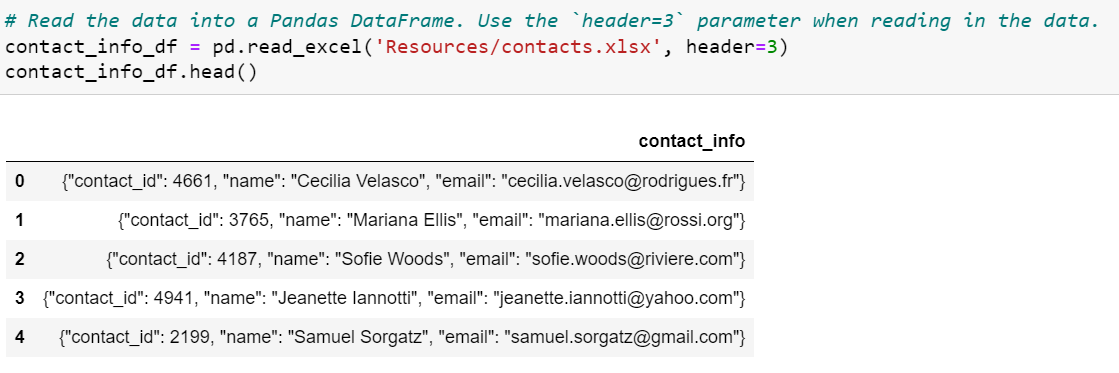 # Read the data into a Pandas DataFrame. Use the `header=3` parameter when reading in the data.
contact_info_df = pd.read_excel('Resources/contacts.xlsx', header=3)
contact_info_df.head()
contact_info
0 {"contact_id": 4661, "name": "Cecilia Velasco", "email": "cecilia.velasco@rodrigues.fr"}
1 {"contact_id": 3765, "name": "Mariana Ellis", "email": "mariana.ellis@rossi.org"}
2 {"contact_id": 4187, "name": "Sofie Woods", "email": "sofie.woods@riviere.com"}
3 {"contact_id": 4941, "name": "Jeanette Iannotti", "email": "jeanette.iannotti@yahoo.com"}
4 {"contact_id": 2199, "name": "Samuel Sorgatz", "email": "samuel.sorgatz@gmail.com"}